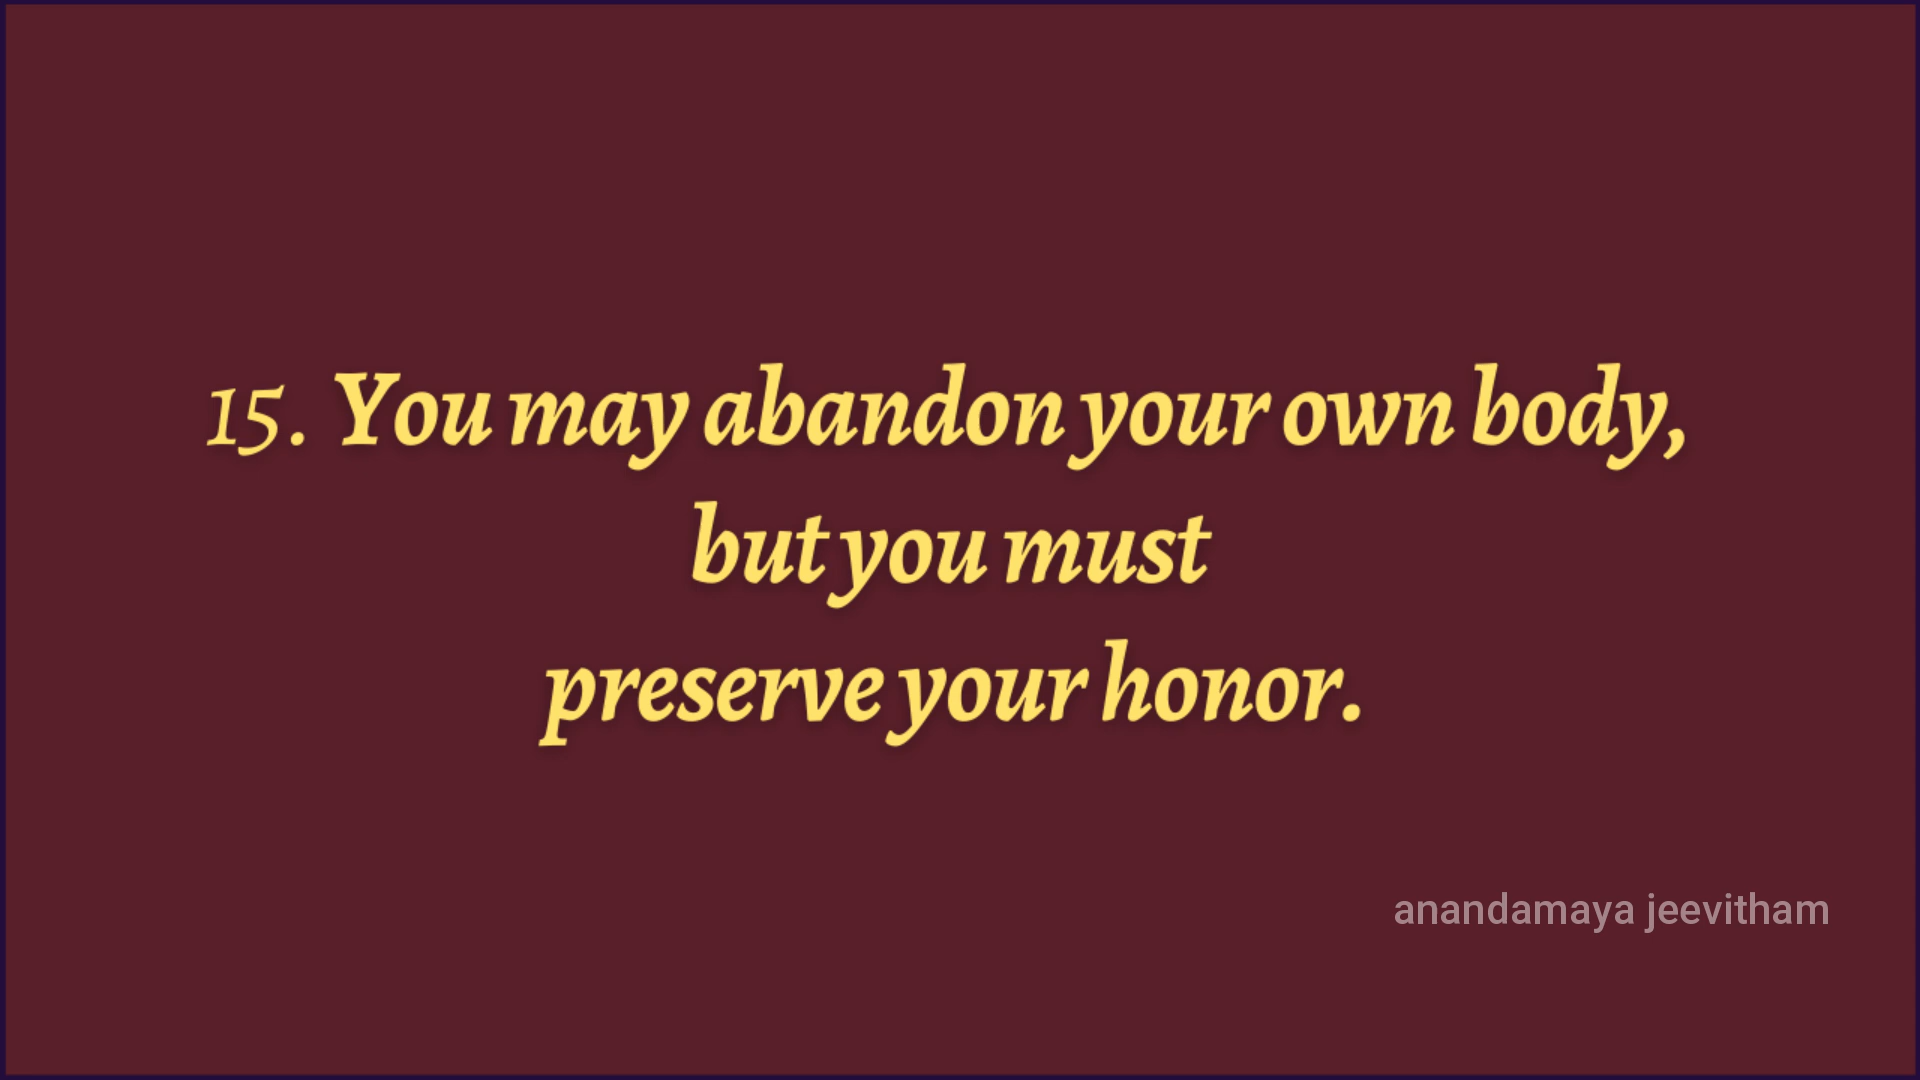 15. You may abandon your own body,
but you must
preserve your honor.
anandamaya jeevitham